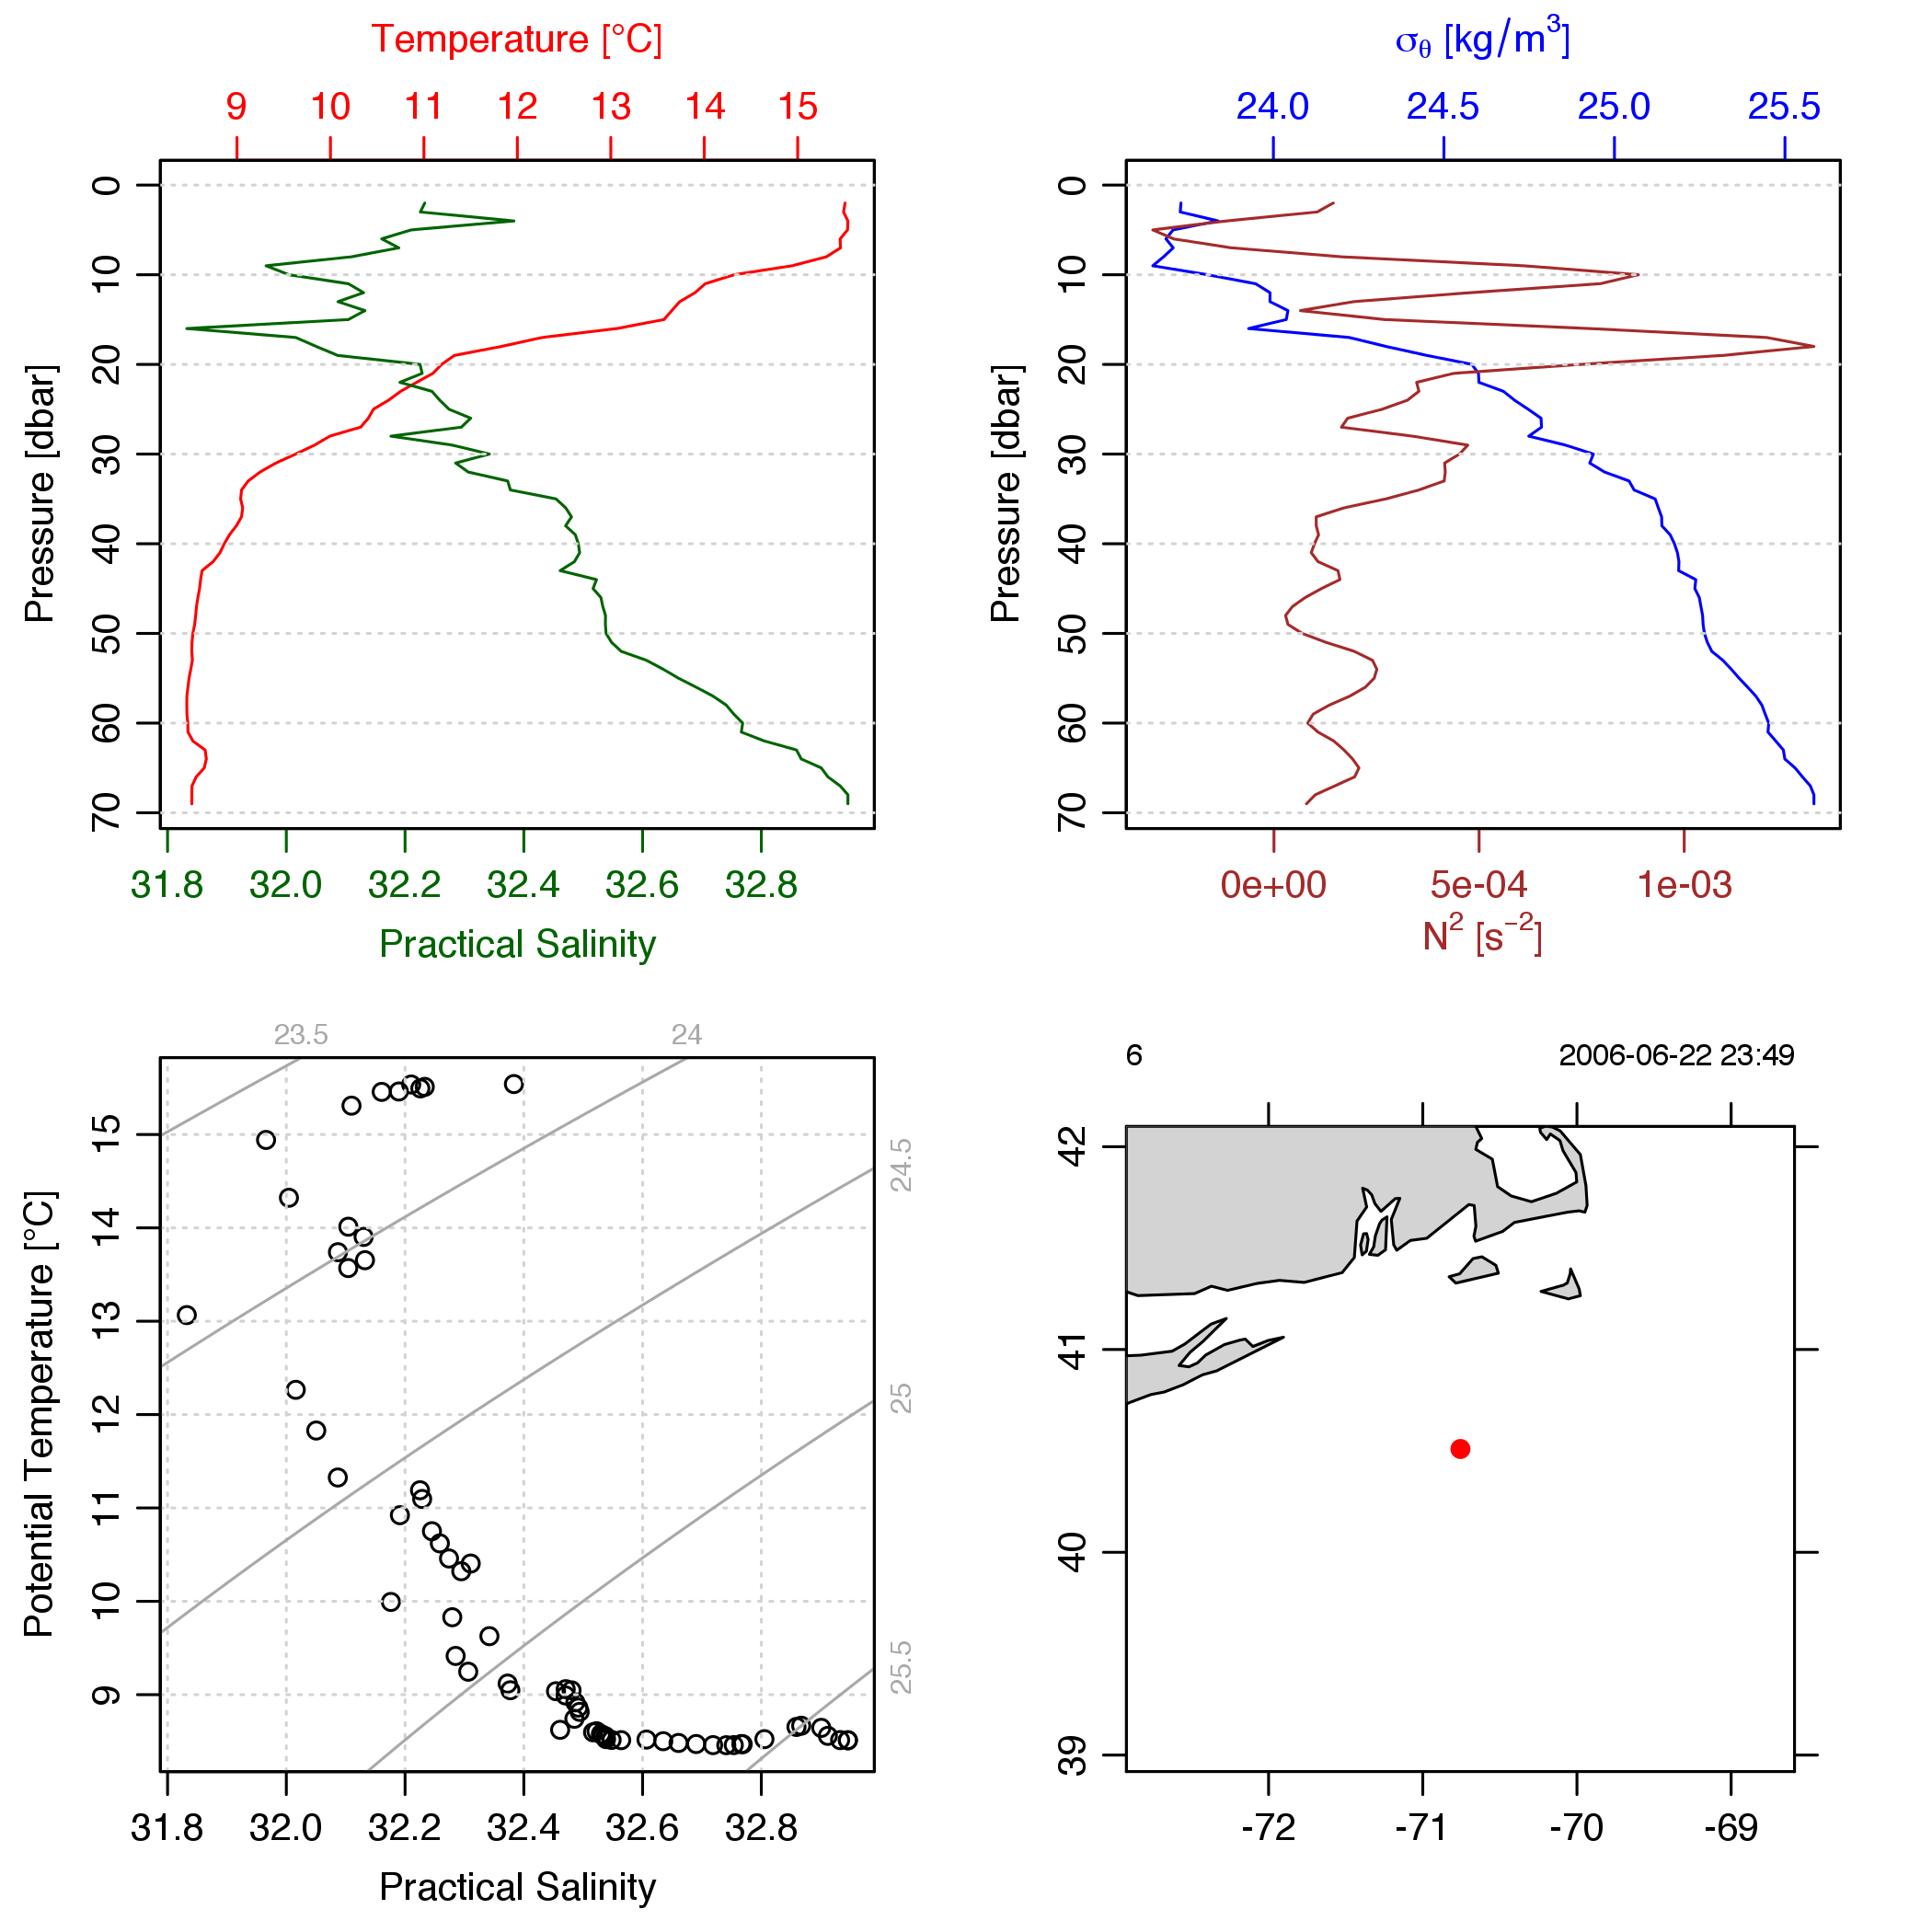 Temperature [°C]
9 10 11 12 13 14 15
0 10 20 30 40 50 60 70
Pressure [dbar]
31.8 32.0 32.2 32.4 32.6 32.8
Practical Salinity
σθ [kg/m³]
24.0 24.5 25.0 25.5
0 10 20 30 40 50 60 70
Pressure [dbar]
0e+00 5e-04 1e-03
N² [s⁻²]
23.5 24
24.5
25
25.5
9 10 11 12 13 14 15
Potential Temperature [°C]
31.8 32.0 32.2 32.4 32.6 32.8
Practical Salinity
6 2006-06-22 23:49
42
41
40
39
-72 -71 -70 -69